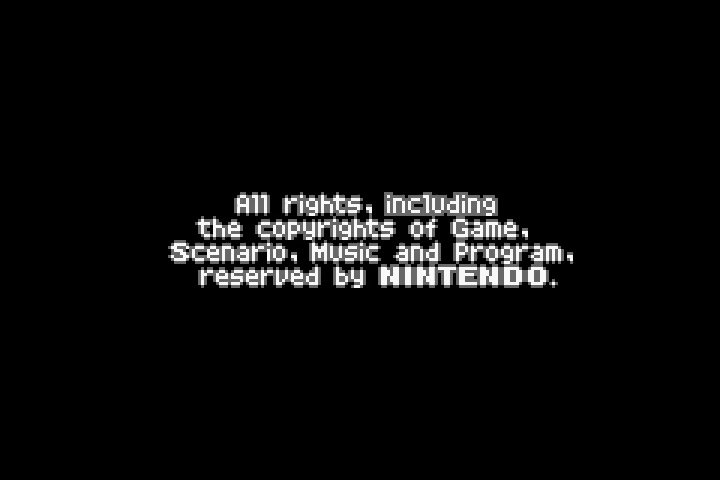 All rights, including
the copyrights of Game,
Scenario, Music and Program,
reserved by NINTENDO.